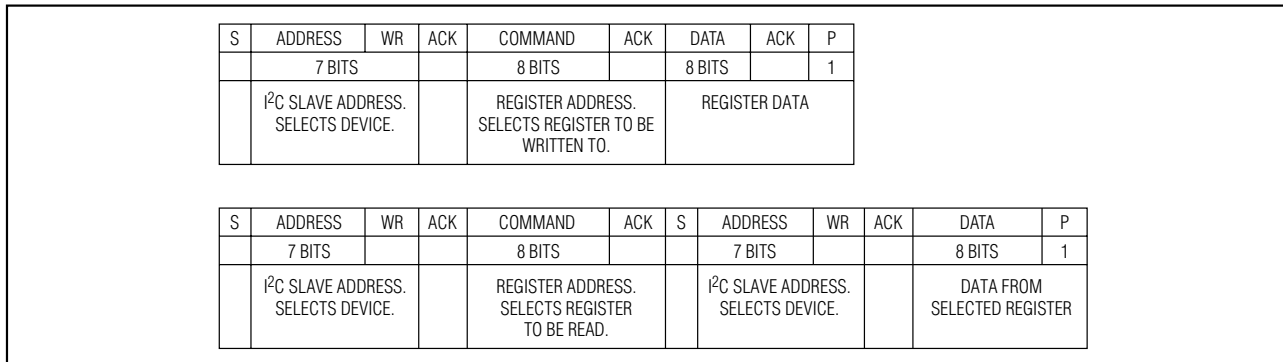 S ADDRESS WR ACK COMMAND ACK DATA ACK P
7 BITS 8 BITS 8 BITS 1
I2C SLAVE ADDRESS. REGISTER ADDRESS. REGISTER DATA
SELECTS DEVICE. SELECTS REGISTER TO BE
WRITTEN TO.
S ADDRESS WR ACK COMMAND ACK S ADDRESS WR ACK DATA P
7 BITS 8 BITS 7 BITS 8 BITS 1
I2C SLAVE ADDRESS. REGISTER ADDRESS. I2C SLAVE ADDRESS. DATA FROM
SELECTS DEVICE. SELECTS REGISTER SELECTS DEVICE. SELECTED REGISTER
TO BE READ.